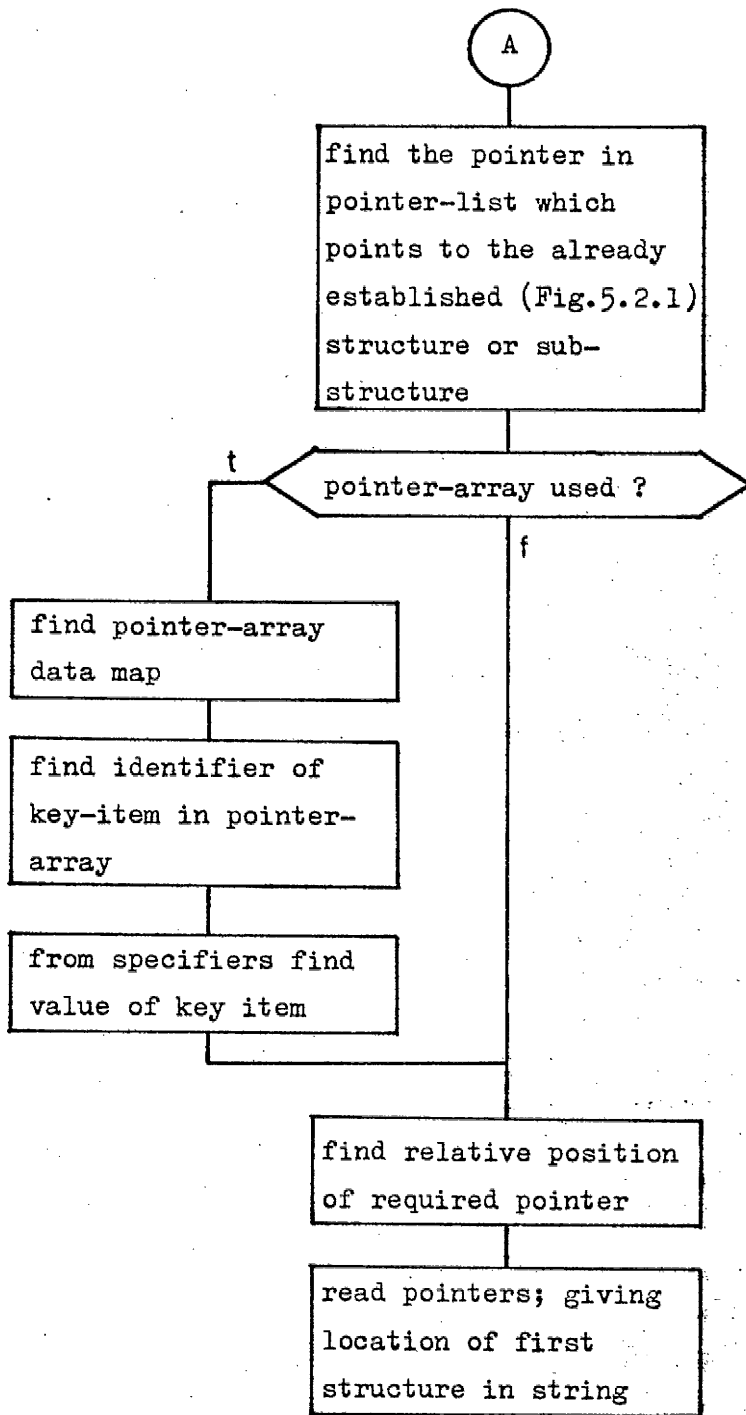 A
find the pointer in
pointer-list which
points to the already
established (Fig.5.2.1)
structure or sub-
structure
t
pointer-array used ?
f
find pointer-array
data map
find identifier of
key-item in pointer-
array
from specifiers find
value of key item
find relative position
of required pointer
read pointers; giving
location of first
structure in string